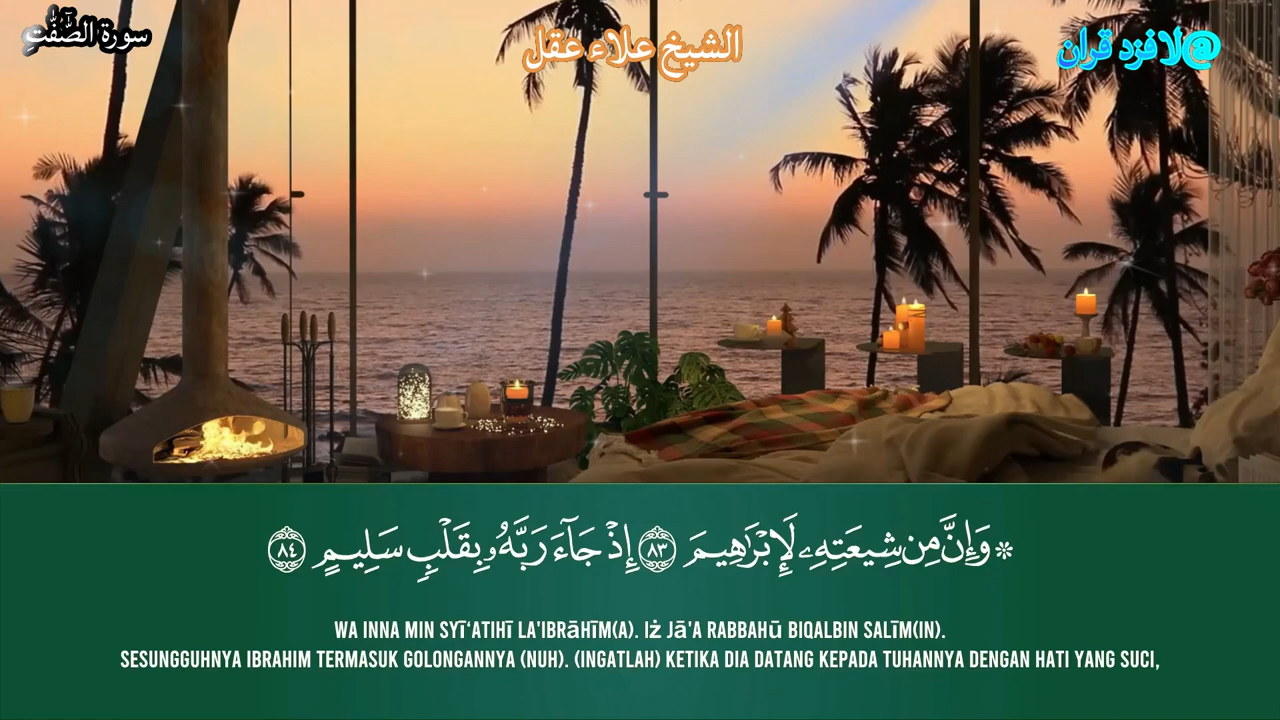 سورة الصّٰٓفّٰتِ
الشيخ علاء عقل
@لافزد قران
۞ وَإِنَّ مِن شِيعَتِهِۦ لَإِبْرَٰهِيمَ ٨٣ إِذْ جَآءَ رَبَّهُۥ بِقَلْبٍۢ سَلِيمٍ ٨٤
WA INNA MIN SYī‘ATIHī LA'IBRāHīM(A). Iż Jā'A RABBAHū BIQALBIN SALīM(IN).
SESUNGGUHNYA IBRAHIM TERMASUK GOLONGANNYA (NUH). (INGATLAH) KETIKA DIA DATANG KEPADA TUHANNYA DENGAN HATI YANG SUCI,